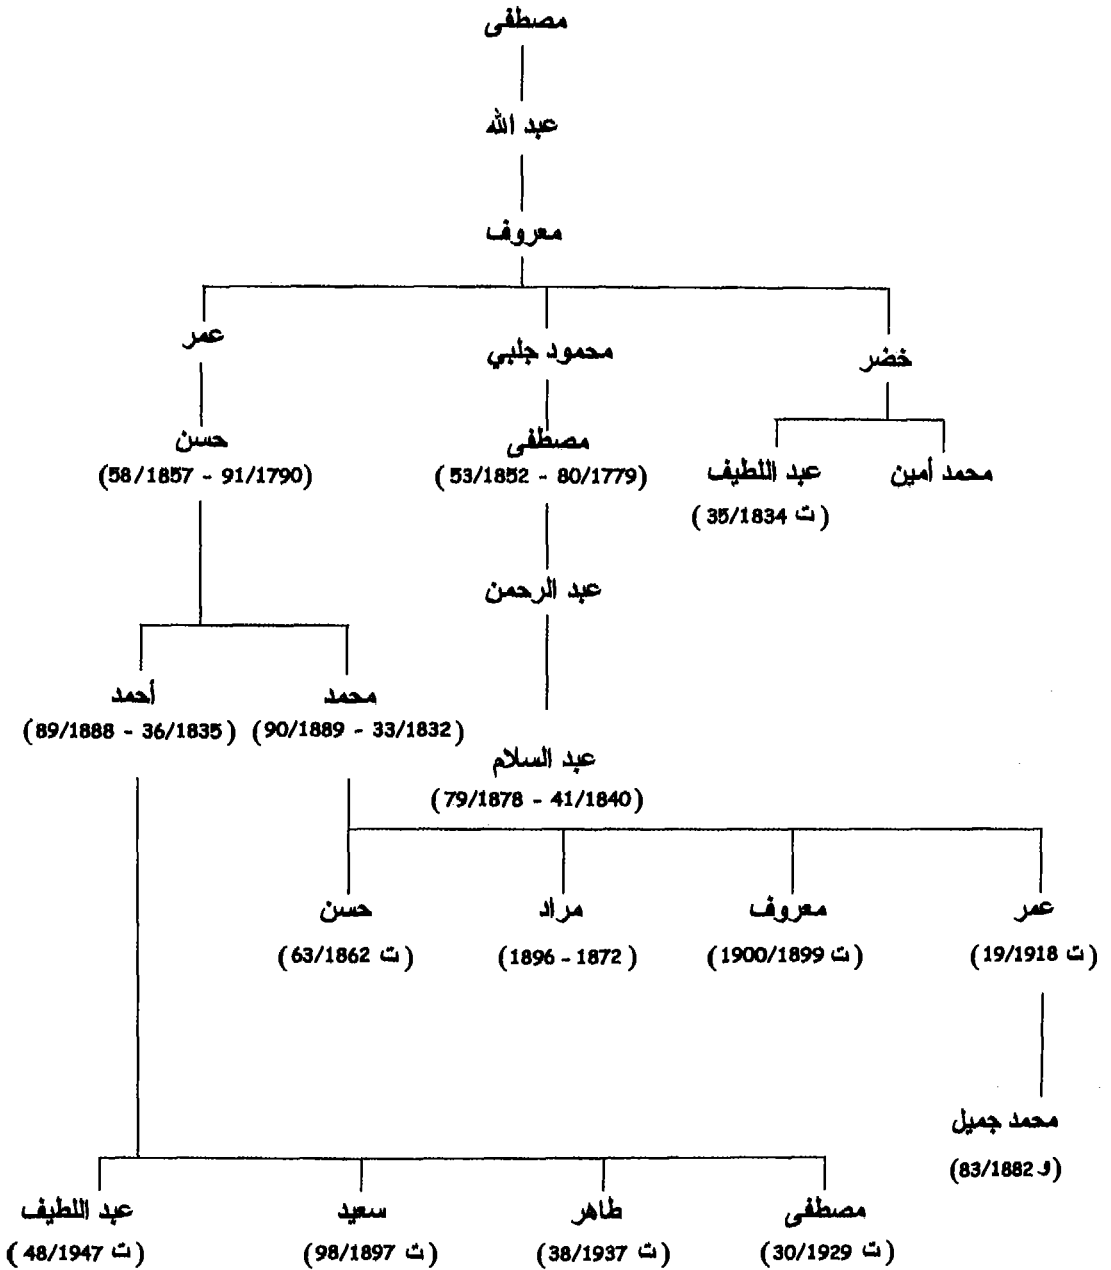 مصطفى
عبد الله
معروف
خضر
محمود جلبي
عمر
محمد أمين
عبد اللطيف
(ت 35/1834)
مصطفى
(53/1852 - 80/1779)
حسن
(58/1857 - 91/1790)
عبد الرحمن
محمد
(90/1889 - 33/1832)
أحمد
(89/1888 - 36/1835)
عبد السلام
(79/1878 - 41/1840)
عمر
(ت 19/1918)
معروف
(ت 1900/1899)
مراد
(1896 - 1872)
حسن
(ت 63/1862)
محمد جميل
(و 83/1882)
مصطفى
(ت 30/1929)
طاهر
(ت 38/1937)
سعيد
(ت 98/1897)
عبد اللطيف
(ت 48/1947)